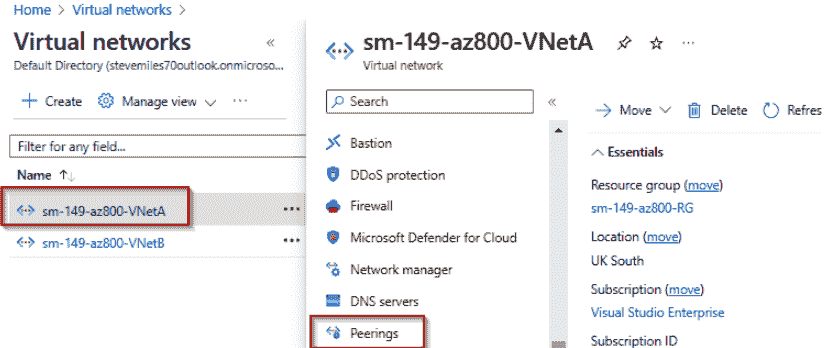 Home > Virtual networks >
Virtual networks
«
Default Directory (stevemiles70outlook.onmicroso...
+ Create Manage view ...
Filter for any field...
Name ↑↓
sm-149-az800-VNetA ...
sm-149-az800-VNetB ...
sm-149-az800-VNetA ...
Virtual network
Search «
Bastion
DDoS protection
Firewall
Microsoft Defender for Cloud
Network manager
DNS servers
Peerings
Move Delete Refres
Essentials
Resource group (move)
sm-149-az800-RG
Location (move)
UK South
Subscription (move)
Visual Studio Enterprise
Subscription ID